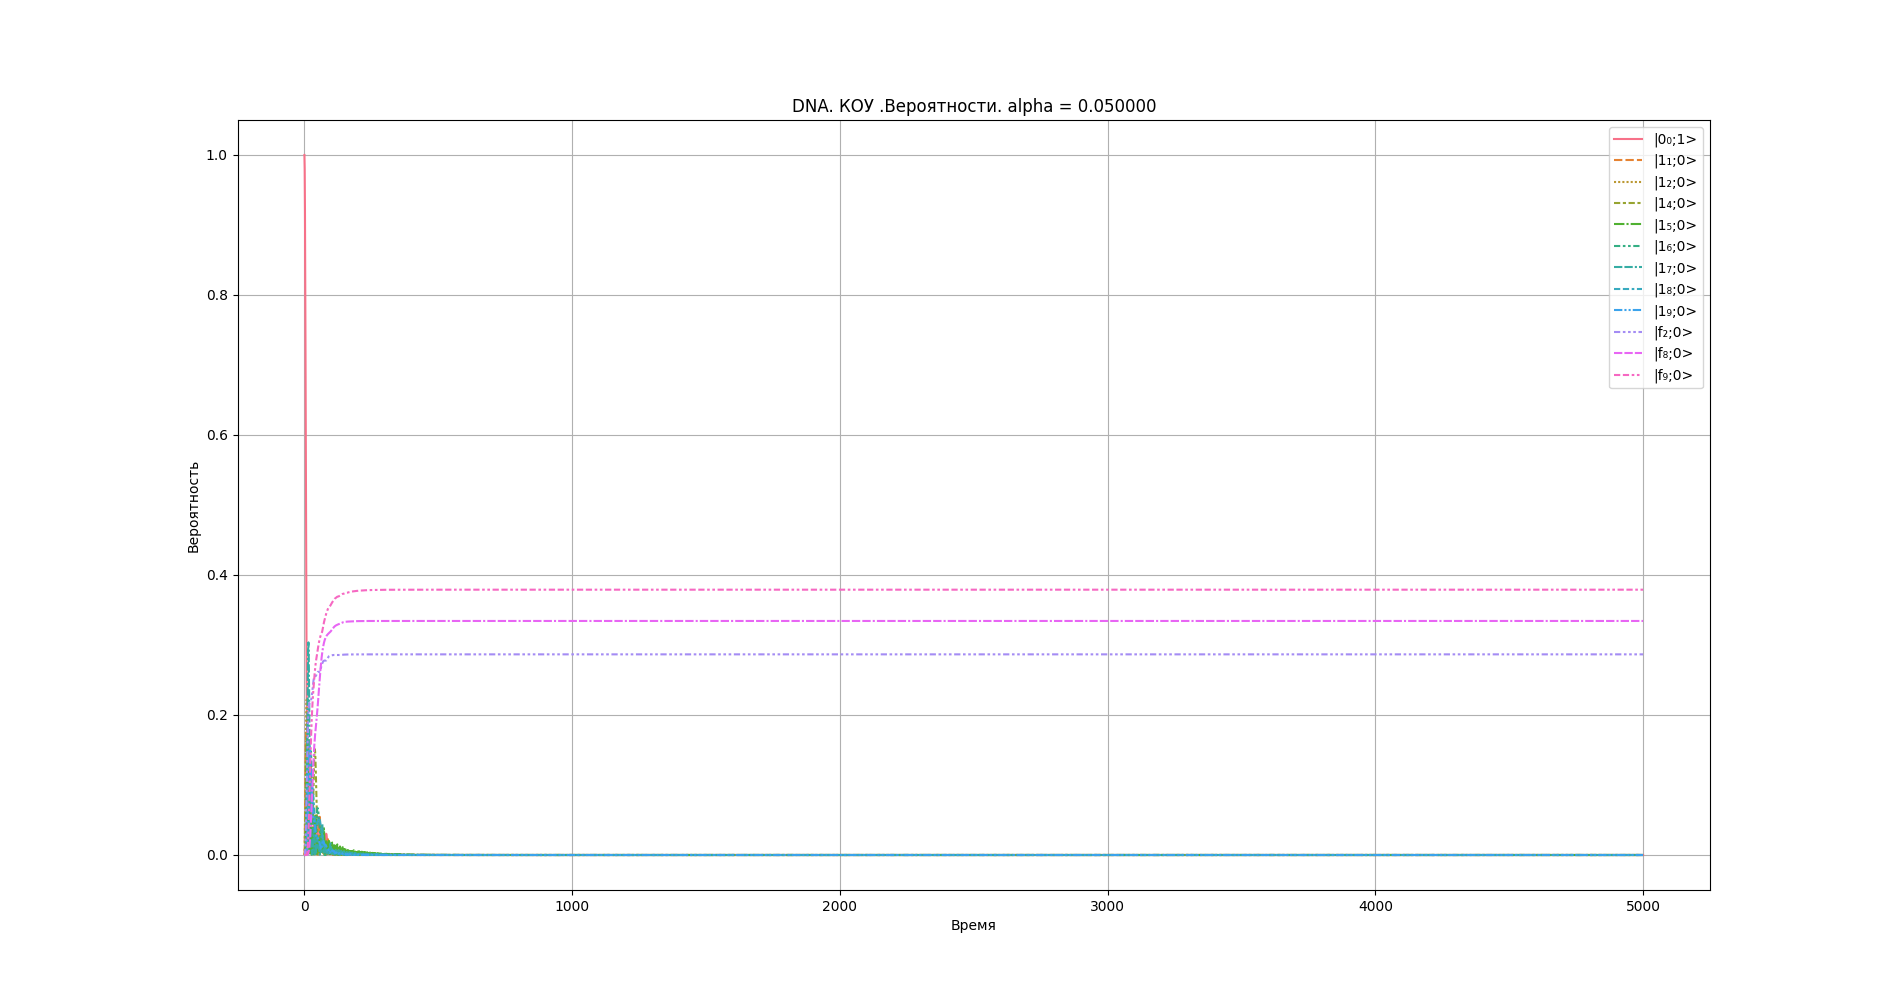 DNA. КОУ .Вероятности. alpha = 0.050000
|0₀;1>
|1₁;0>
|1₂;0>
|1₄;0>
|1₅;0>
|1₆;0>
|1₇;0>
|1₈;0>
|1₉;0>
|f₂;0>
|f₈;0>
|f₉;0>
Вероятность
1.0
0.8
0.6
0.4
0.2
0.0
0 1000 2000 3000 4000 5000
Время